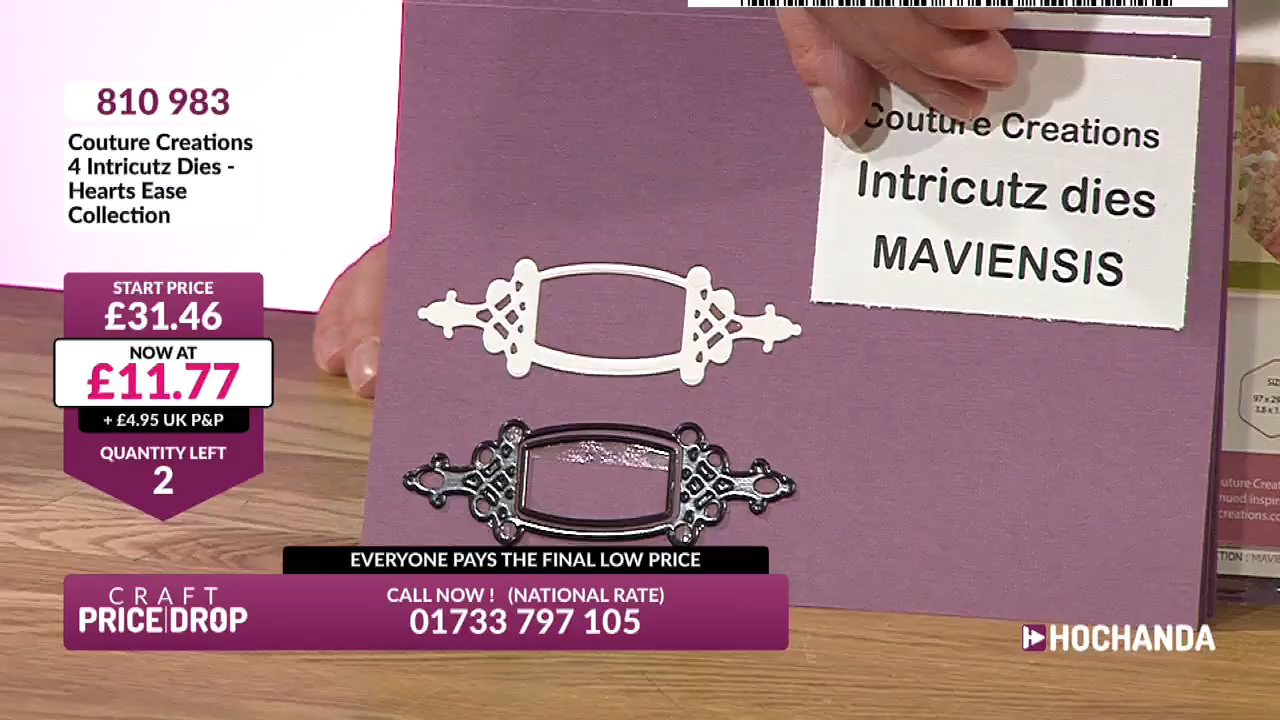 810 983
Couture Creations
4 Intricutz Dies -
Hearts Ease
Collection
START PRICE
£31.46
NOW AT
£11.77
+ £4.95 UK P&P
QUANTITY LEFT
2
Couture Creations
Intricutz dies
MAVIENSIS
EVERYONE PAYS THE FINAL LOW PRICE
CRAFT
PRICE DROP
CALL NOW ! (NATIONAL RATE)
01733 797 105
HOCHANDA